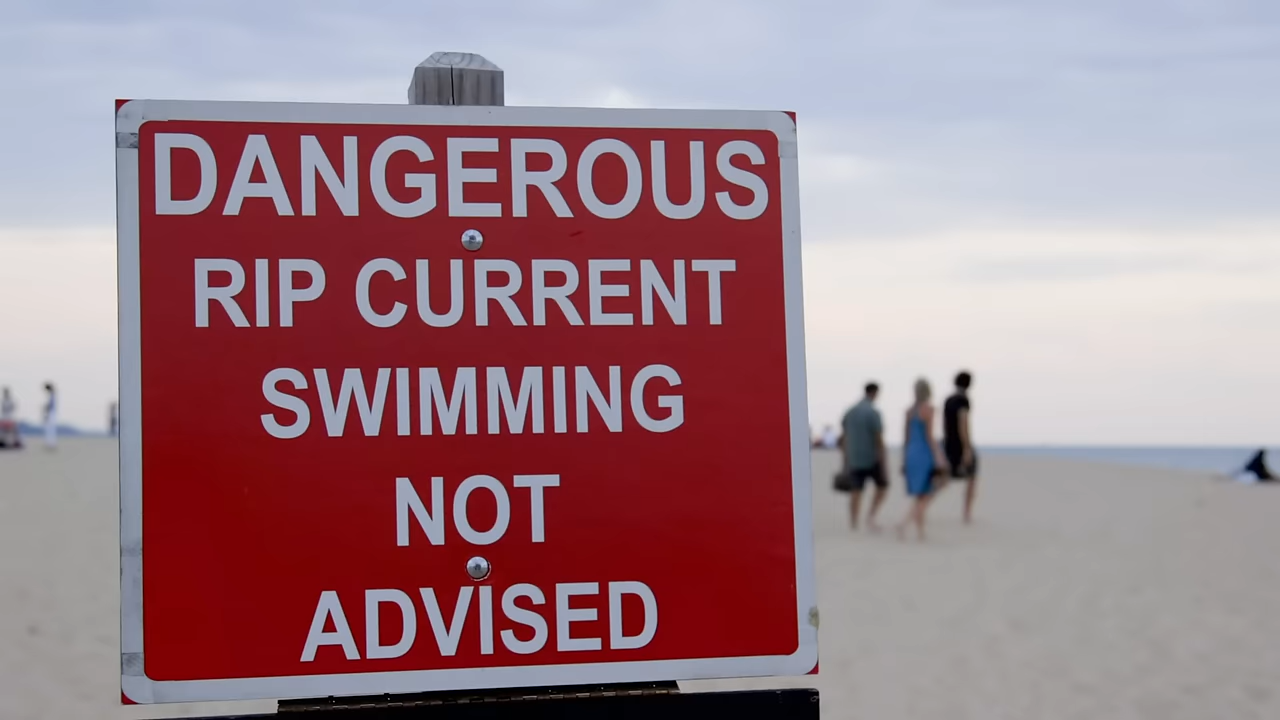 DANGEROUS
RIP CURRENT
SWIMMING
NOT
ADVISED